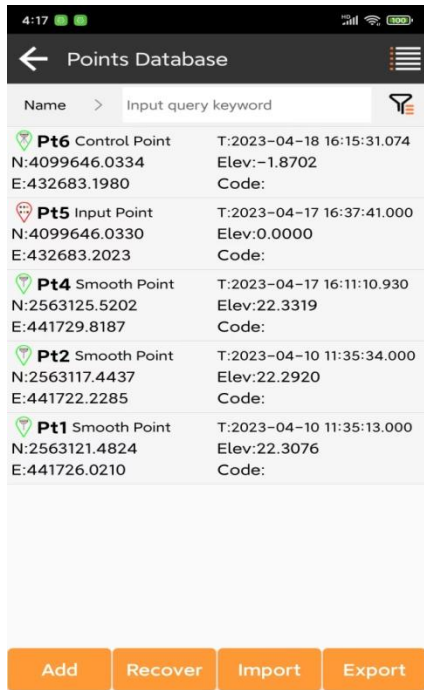 4:17 HD 100
Points Database
Name > Input query keyword
Pt6 Control Point T:2023-04-18 16:15:31.074
N:4099646.0334 Elev:-1.8702
E:432683.1980 Code:
Pt5 Input Point T:2023-04-17 16:37:41.000
N:4099646.0330 Elev:0.0000
E:432683.2023 Code:
Pt4 Smooth Point T:2023-04-17 16:11:10.930
N:2563125.5202 Elev:22.3319
E:441729.8187 Code:
Pt2 Smooth Point T:2023-04-10 11:35:34.000
N:2563117.4437 Elev:22.2920
E:441722.2285 Code:
Pt1 Smooth Point T:2023-04-10 11:35:13.000
N:2563121.4824 Elev:22.3076
E:441726.0210 Code:
Add Recover Import Export